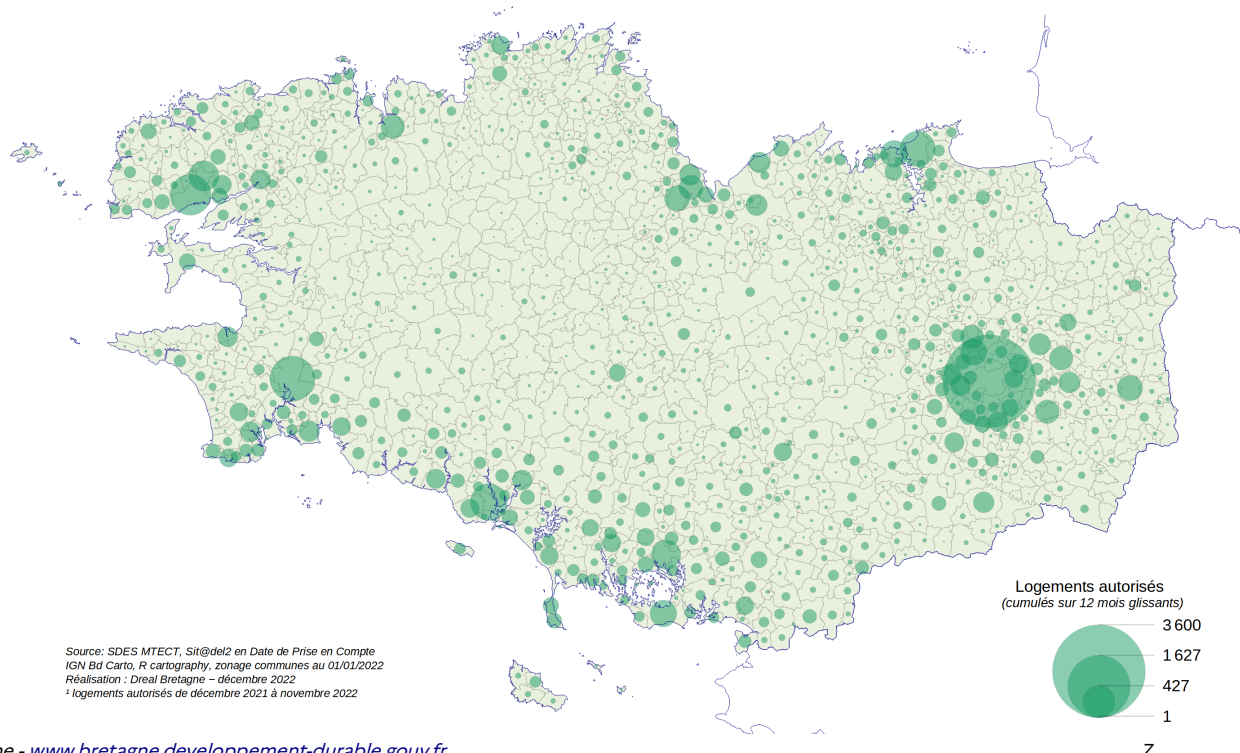 Logements autorisés
(cumulés sur 12 mois glissants)
3 600
1 627
427
1
Source: SDES MTECT, Sit@del2 en Date de Prise en Compte
IGN Bd Carto, R cartography, zonage communes au 01/01/2022
Réalisation : Dreal Bretagne − décembre 2022
¹ logements autorisés de décembre 2021 à novembre 2022
- www.bretagne.developpement-durable.gouv.fr